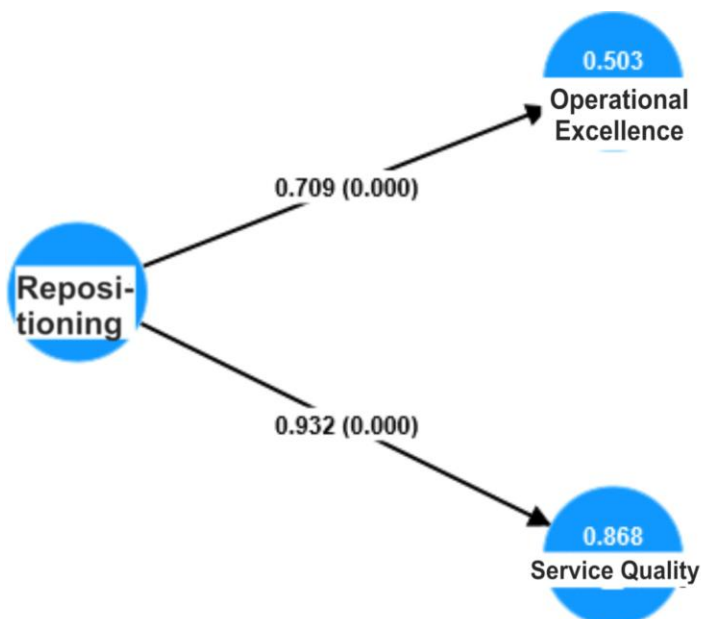 0.503
Operational
Excellence
0.709 (0.000)
Reposi-
tioning
0.932 (0.000)
0.868
Service Quality